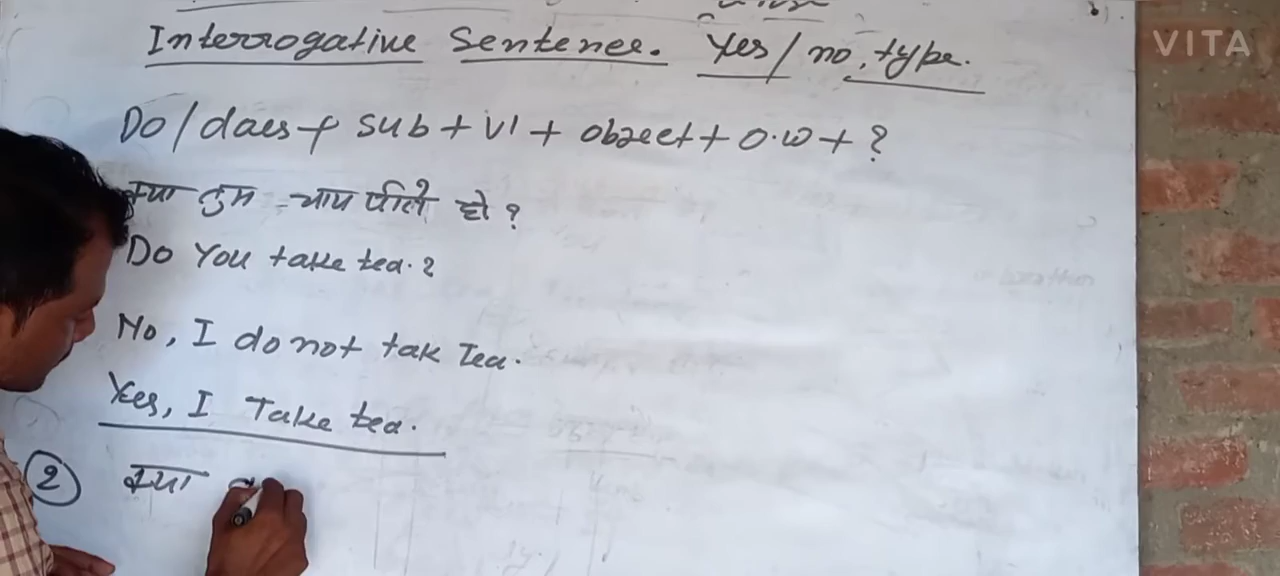 Interrogative Sentence. Yes/no, type.
VITA
Do/daes + sub + V1 + object + O.W + ?
क्या तुम चाय पीते हो?
Do You take tea.?
No, I do not tak Tea.
Yes, I Take tea.
2 क्या